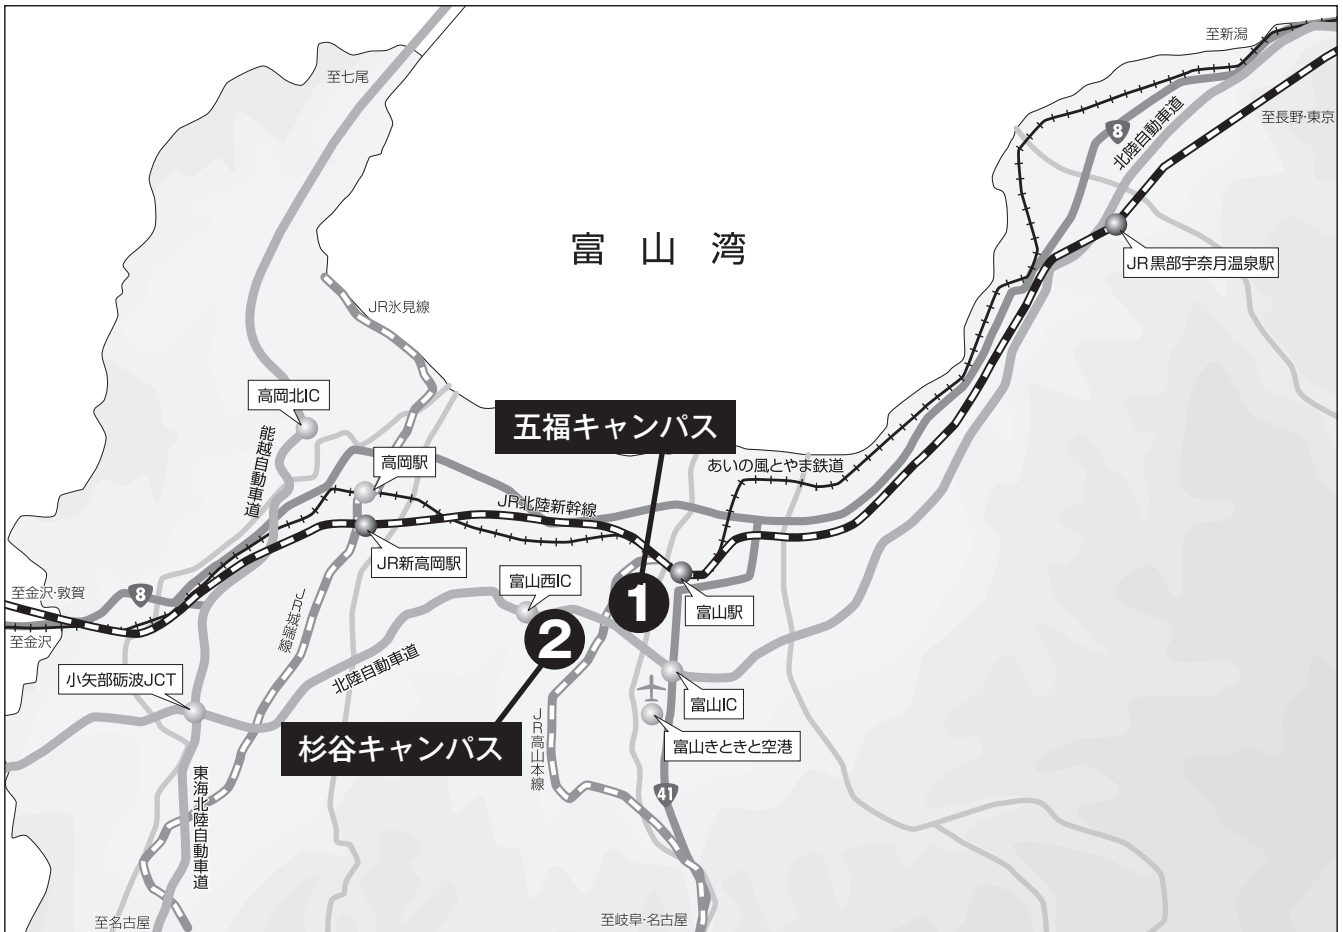 至新潟
至七尾
8
北陸自動車道
至長野・東京
富山湾
JR黒部宇奈月温泉駅
JR氷見線
高岡北IC
五福キャンパス
能越自動車道
高岡駅
あいの風とやま鉄道
JR北陸新幹線
JR新高岡駅
富山西IC
至金沢・敦賀
8
1
富山駅
JR城端線
2
至金沢
北陸自動車道
小矢部砺波JCT
富山IC
杉谷キャンパス
JR高山本線
富山きときと空港
東海北陸自動車道
41
至名古屋
至岐阜・名古屋